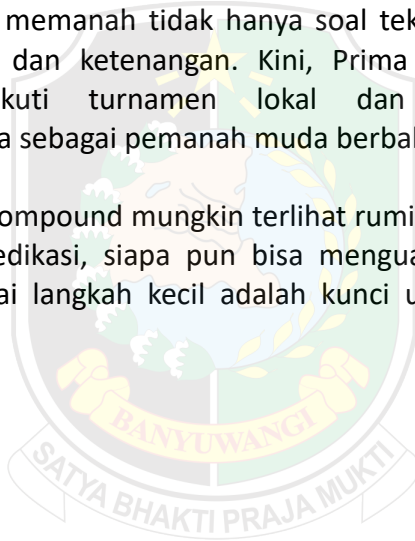 memanah tidak hanya soal tek
dan ketenangan. Kini, Prima
kuti turnamen lokal dan
a sebagai pemanah muda berbak
ompound mungkin terlihat rumi
edikasi, siapa pun bisa mengua
ai langkah kecil adalah kunci u
BANYUWANGI
SATYA BHAKTI PRAJA MUKTI